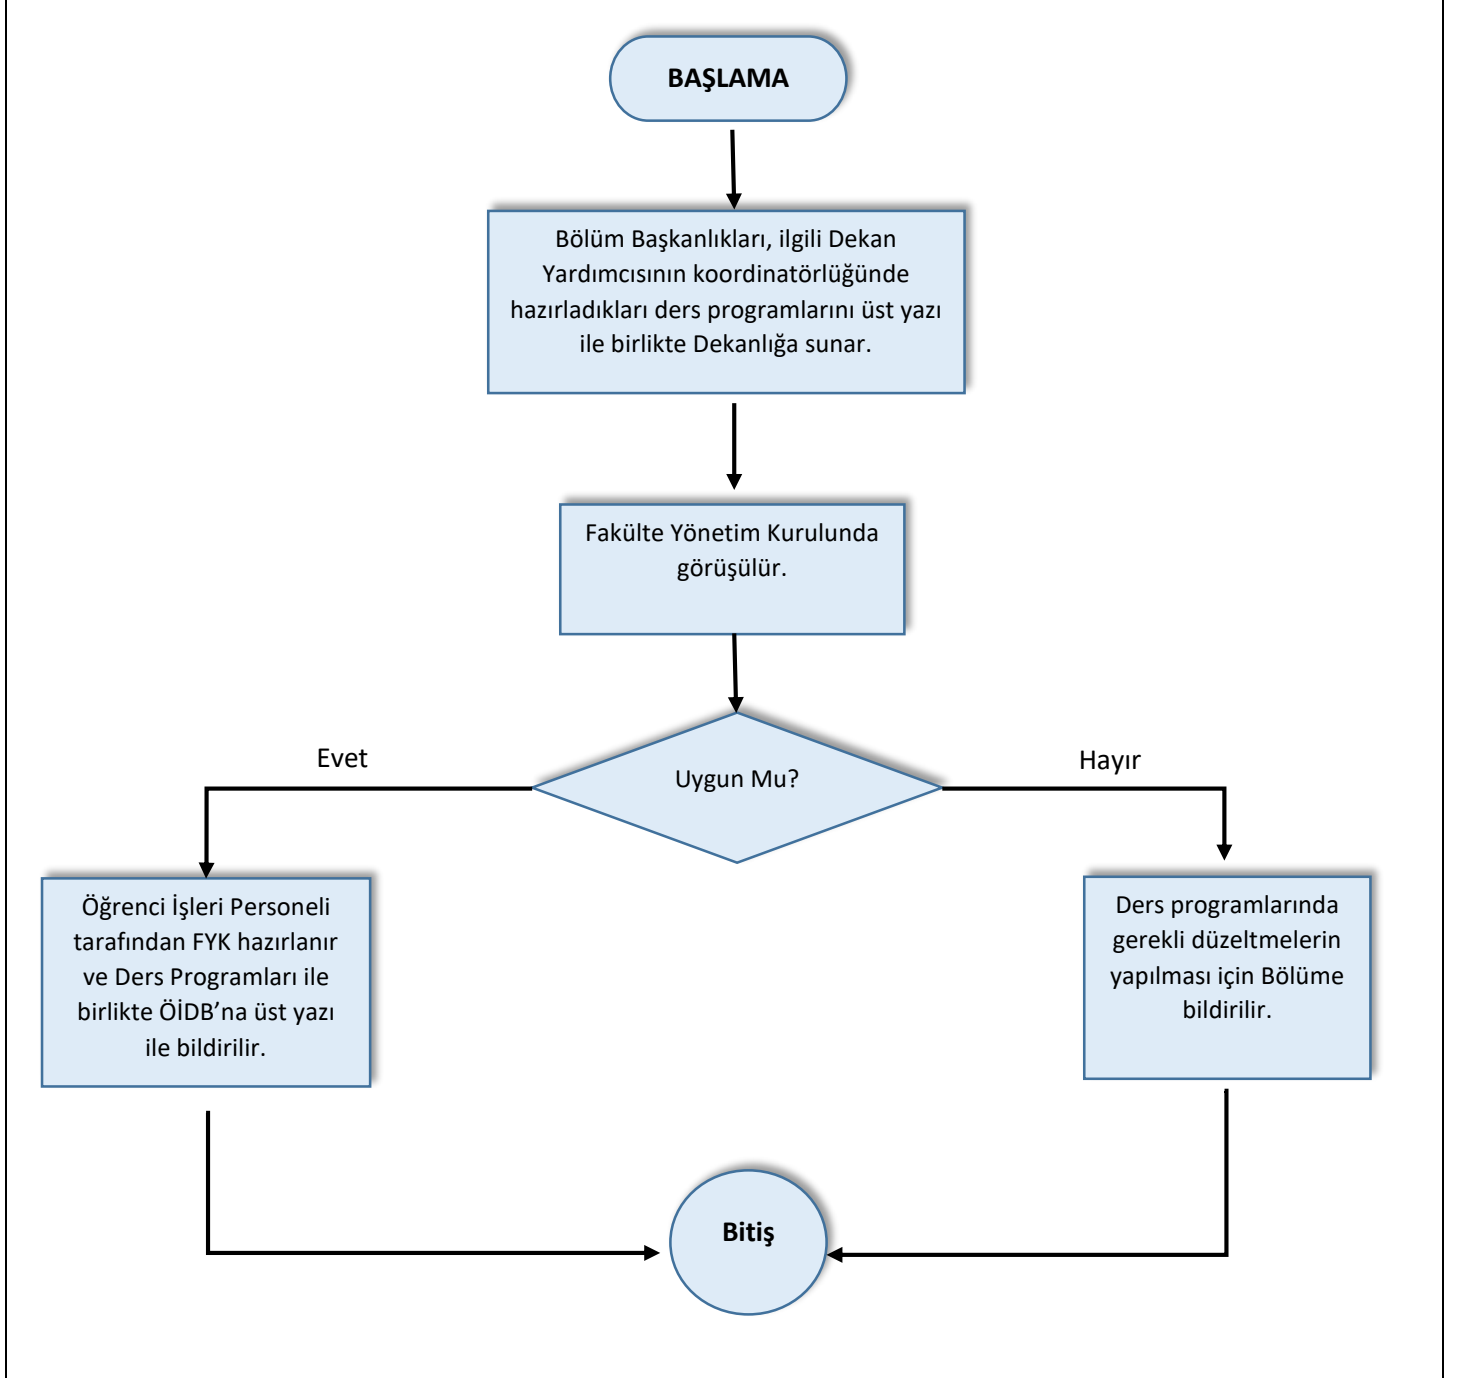 BAŞLAMA
Bölüm Başkanlıkları, ilgili Dekan
Yardımcısının koordinatörlüğünde
hazırladıkları ders programlarını üst yazı
ile birlikte Dekanlığa sunar.
Fakülte Yönetim Kurulunda
görüşülür.
Uygun Mu?
Evet
Hayır
Öğrenci İşleri Personeli
tarafından FYK hazırlanır
ve Ders Programları ile
birlikte ÖİDB’na üst yazı
ile bildirilir.
Ders programlarında
gerekli düzeltmelerin
yapılması için Bölüme
bildirilir.
Bitiş